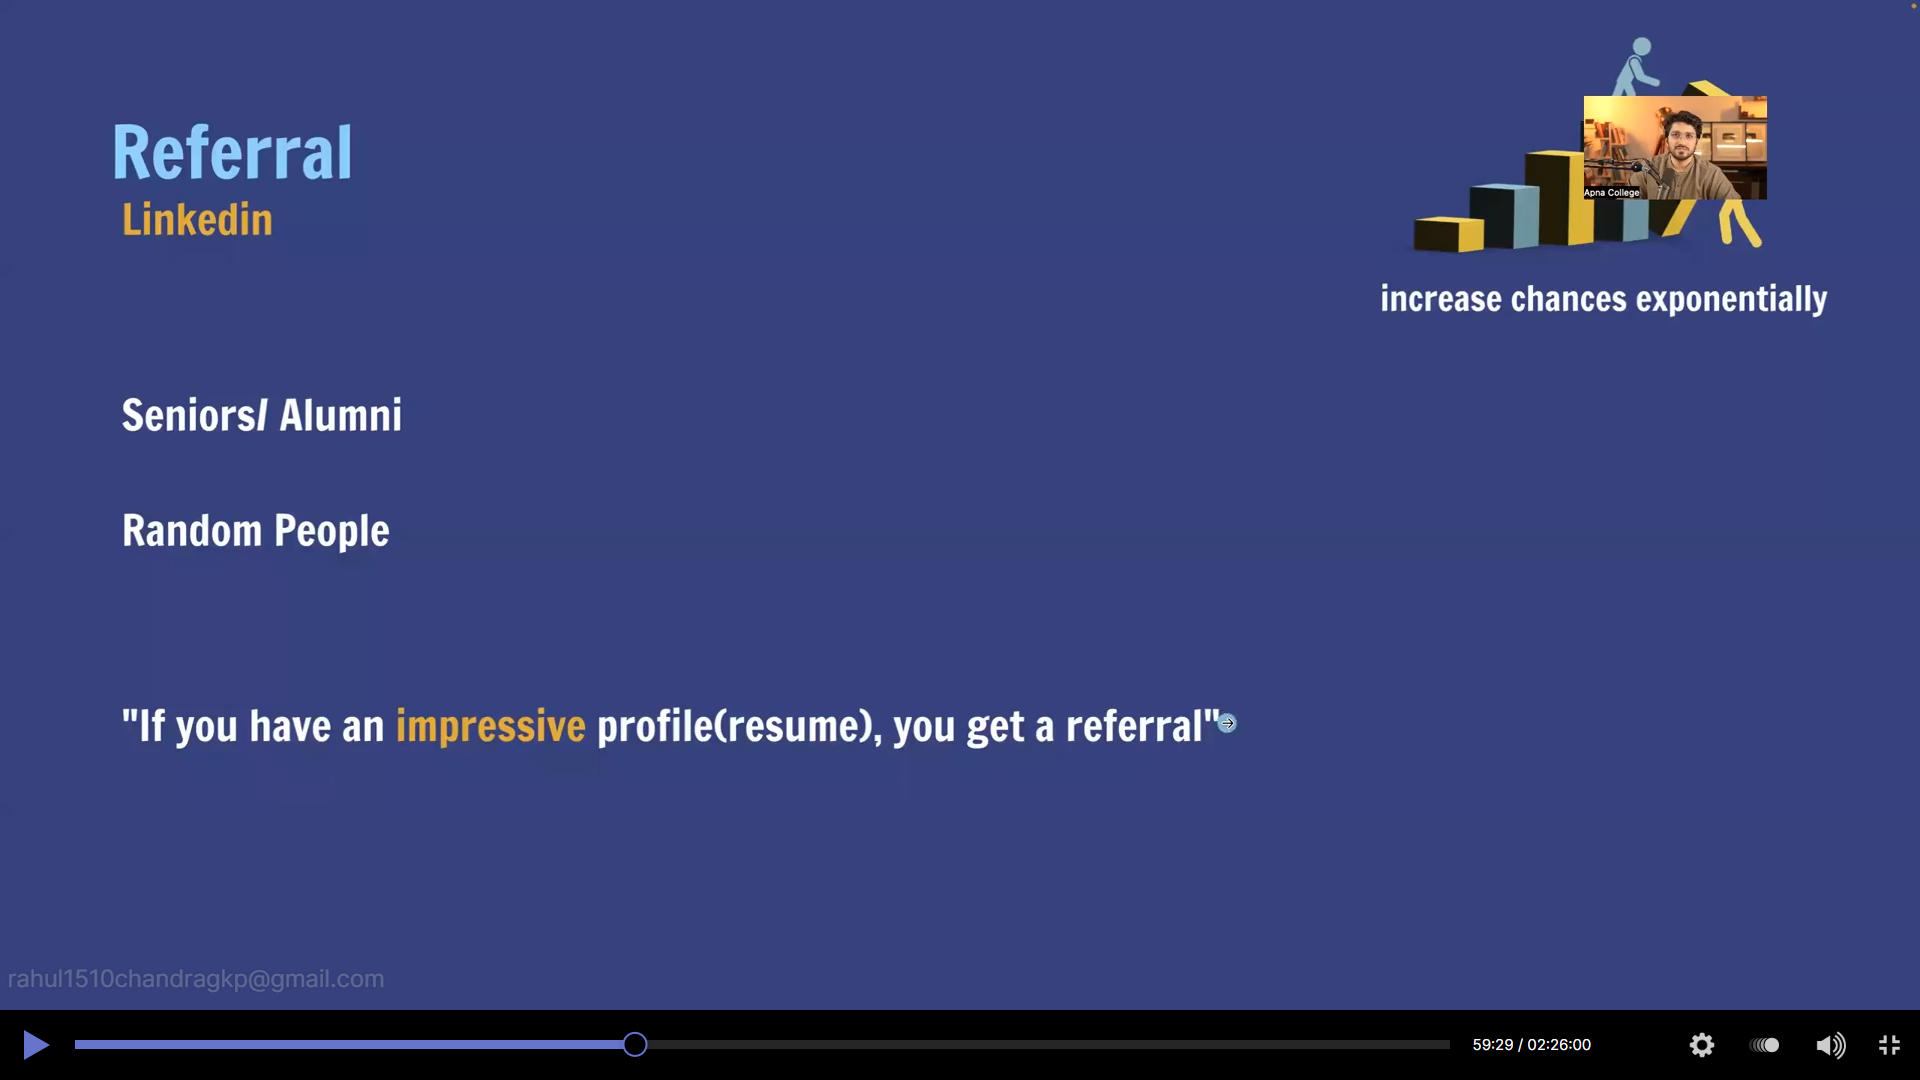 Referral
Linkedin
Apna College
increase chances exponentially
Seniors/ Alumni
Random People
"If you have an impressive profile(resume), you get a referral"
rahul1510chandragkp@gmail.com
59:29 / 02:26:00